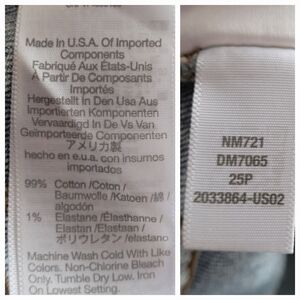 Made In U.S.A. Of Imported
Components
Fabriqué Aux États-Unis
A Partir De Composants
Importés
Hergestellt In Den Usa Aus
Importierten Komponenten
Vervaardigd In De Vs Van
Geïmporteerde Componenten
アメリカ製
hecho en e.u.a. con insumos
importados
99% Cotton /Coton /
Baumwolle /Katoen /綿 /
algodón
1% Elastane /Élasthanne /
Elastan /Elastaan /
ポリウレタン /elastano
Machine Wash Cold With Like
Colors. Non-Chlorine Bleach
Only. Tumble Dry Low. Iron
On Lowest Setting.
NM721
DM7065
25P
2033864-US02